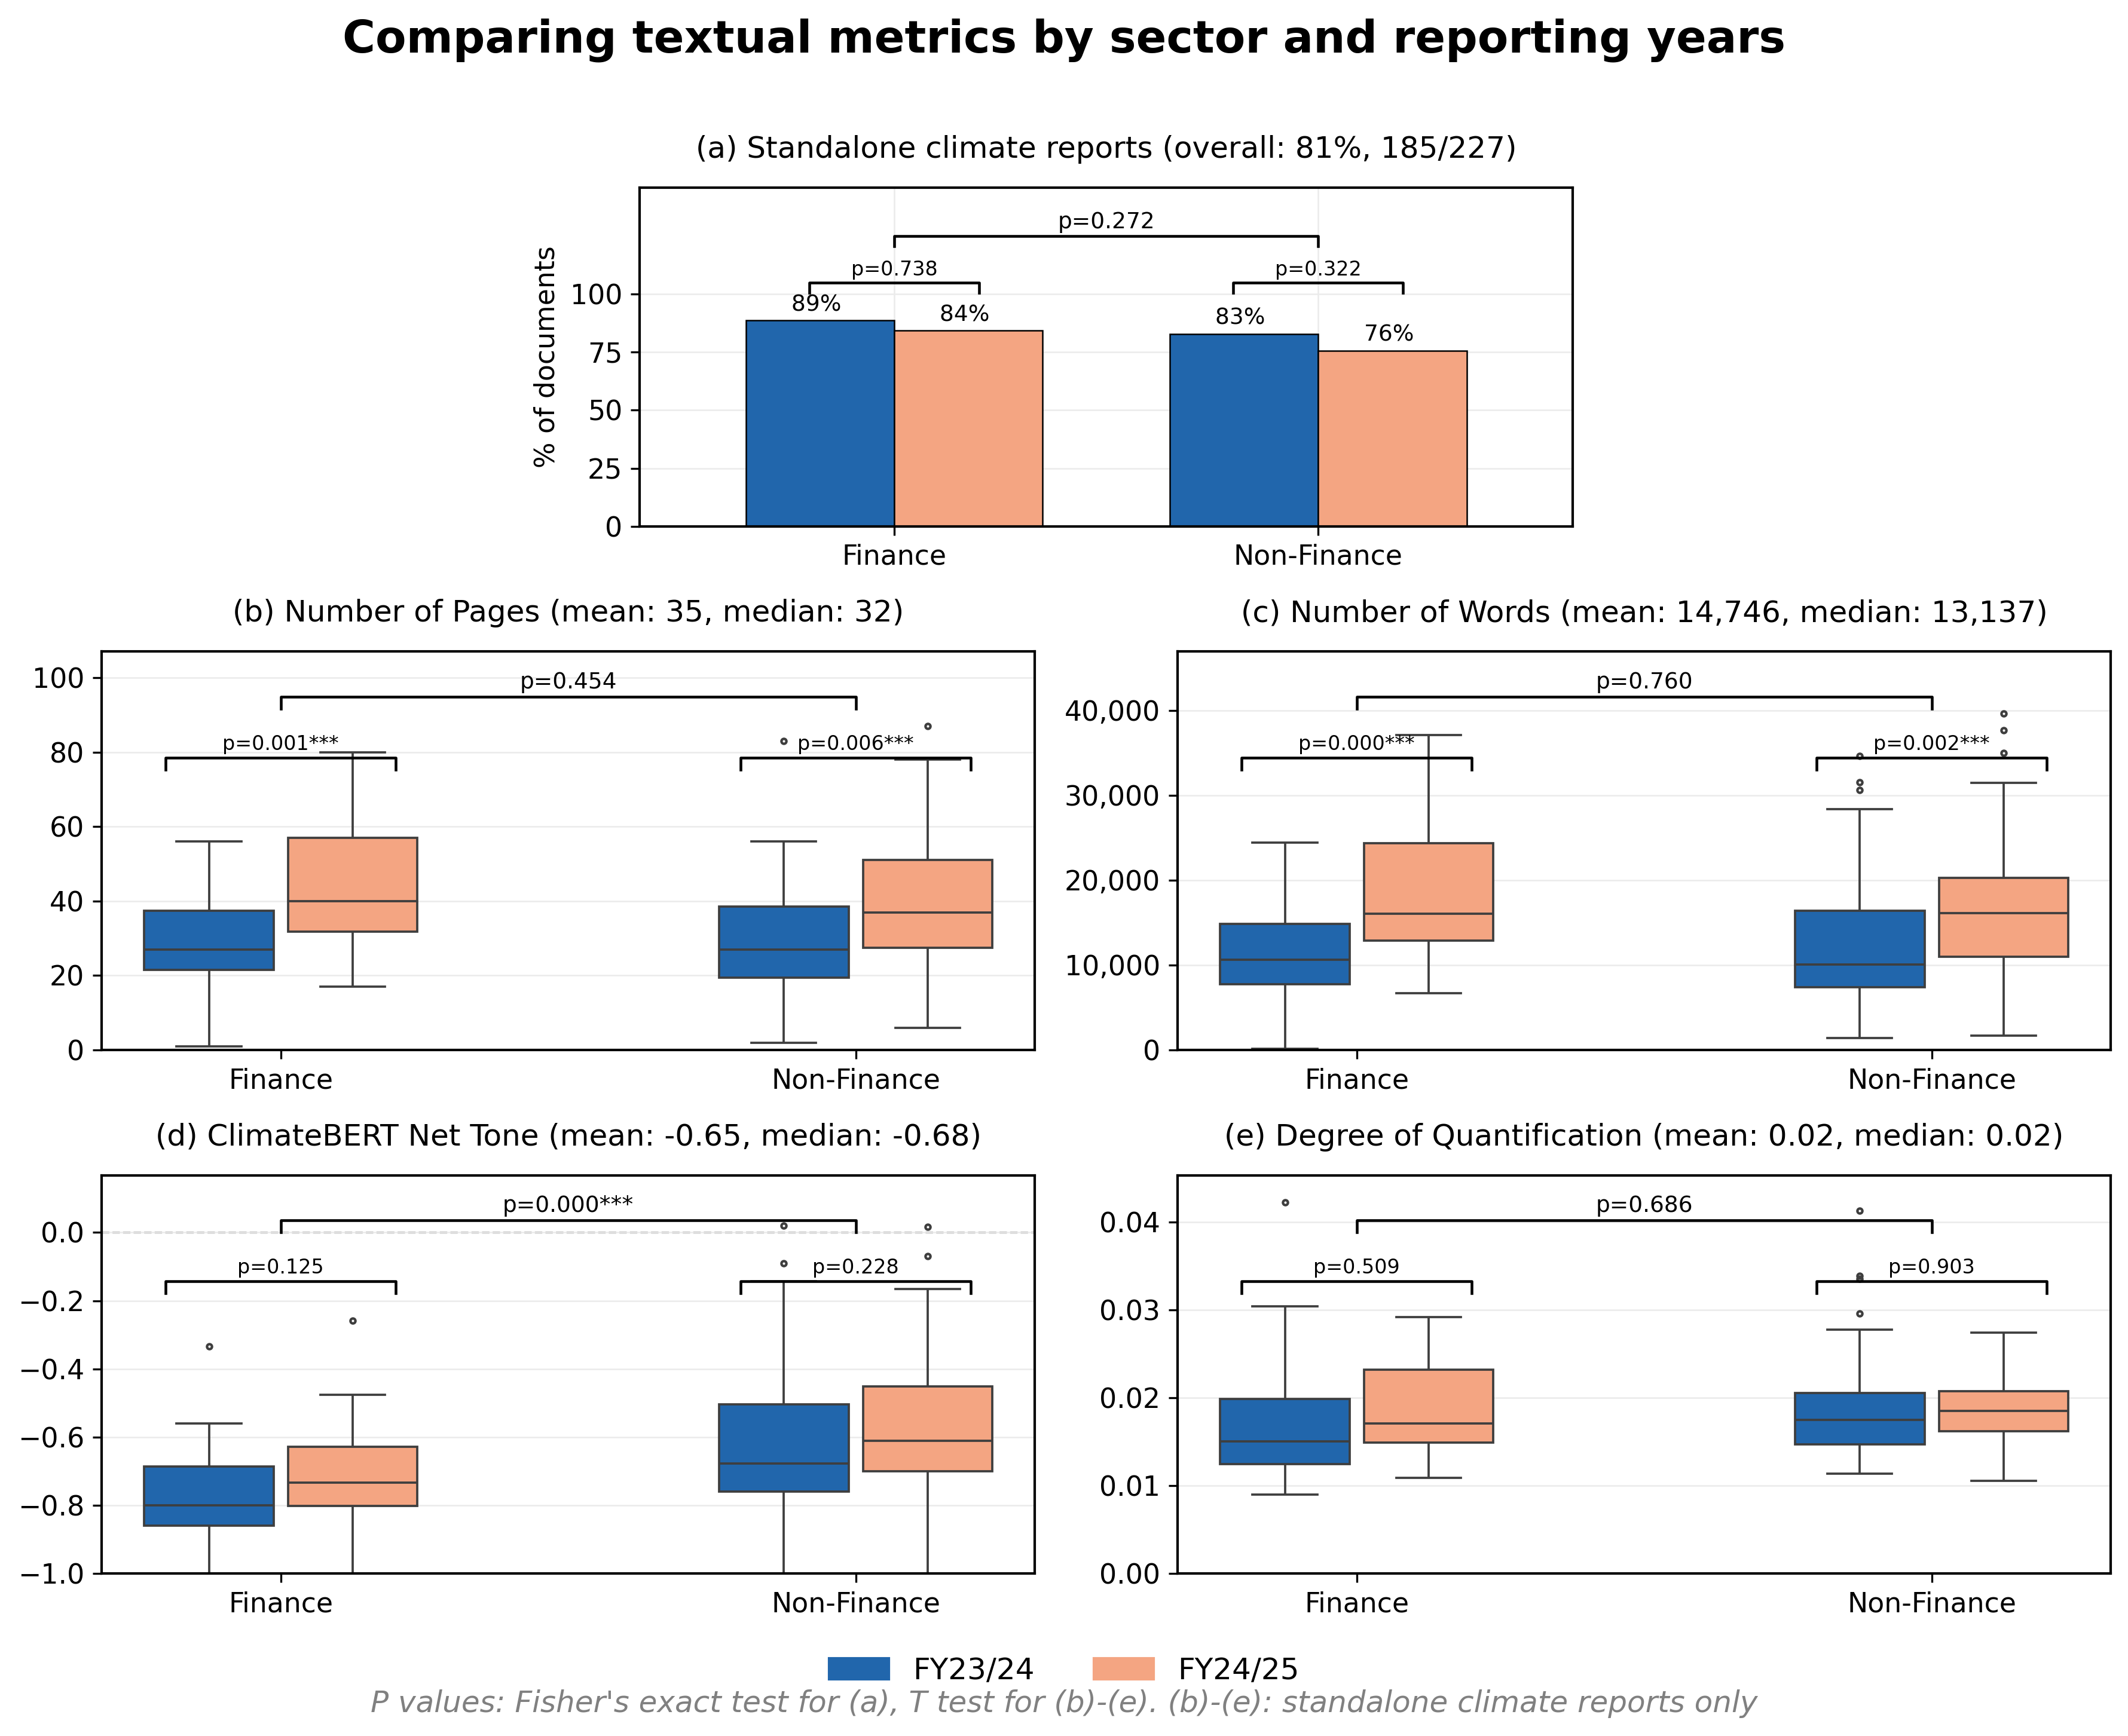 Comparing textual metrics by sector and reporting years
(a) Standalone climate reports (overall: 81%, 185/227)
p=0.272
p=0.738
p=0.322
89%
84%
83%
76%
% of documents
100
75
50
25
0
Finance
Non-Finance
(b) Number of Pages (mean: 35, median: 32)
100
80
60
40
20
0
p=0.454
p=0.001***
p=0.006***
Finance
Non-Finance
(c) Number of Words (mean: 14,746, median: 13,137)
40,000
30,000
20,000
10,000
0
p=0.760
p=0.000***
p=0.002***
Finance
Non-Finance
(d) ClimateBERT Net Tone (mean: -0.65, median: -0.68)
0.0
−0.2
−0.4
−0.6
−0.8
−1.0
p=0.000***
p=0.125
p=0.228
Finance
Non-Finance
(e) Degree of Quantification (mean: 0.02, median: 0.02)
0.04
0.03
0.02
0.01
0.00
p=0.686
p=0.509
p=0.903
Finance
Non-Finance
FY23/24
FY24/25
P values: Fisher's exact test for (a), T test for (b)-(e). (b)-(e): standalone climate reports only